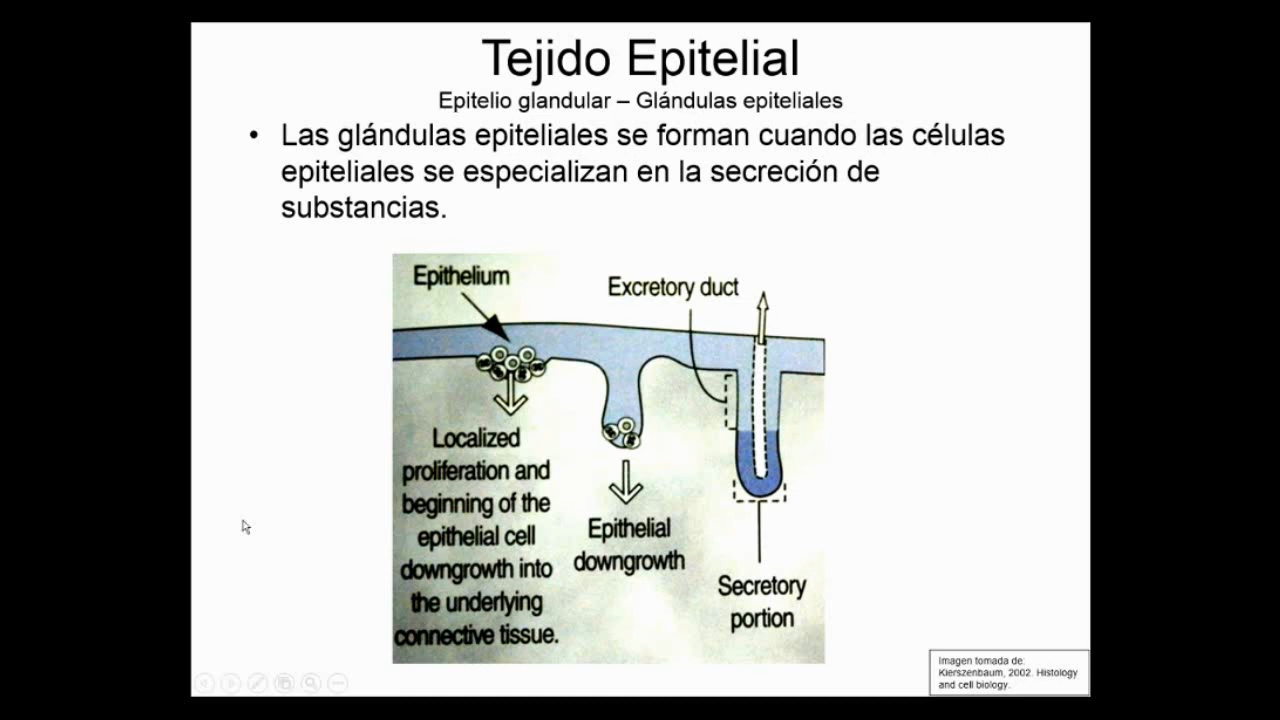 Tejido Epitelial
Epitelio glandular – Glándulas epiteliales
• Las glándulas epiteliales se forman cuando las células
epiteliales se especializan en la secreción de
substancias.
Epithelium
Excretory duct
Localized
proliferation and
beginning of the
epithelial cell
downgrowth into
the underlying
connective tissue.
Epithelial
downgrowth
Secretory
portion
Imagen tomada de:
Kierszenbaum, 2002. Histology
and cell biology.